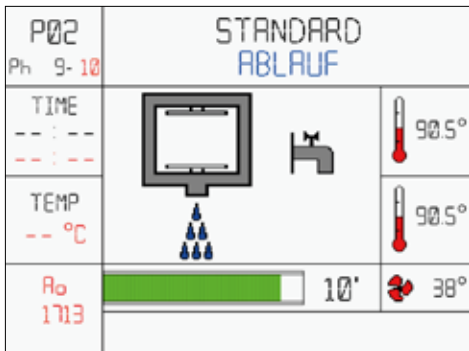 P02
Ph 9-10
STANDARD
ABLAUF
TIME
-- : --
-- : --
90.5°
TEMP
-- °C
90.5°
Ao
1713
10'
38°